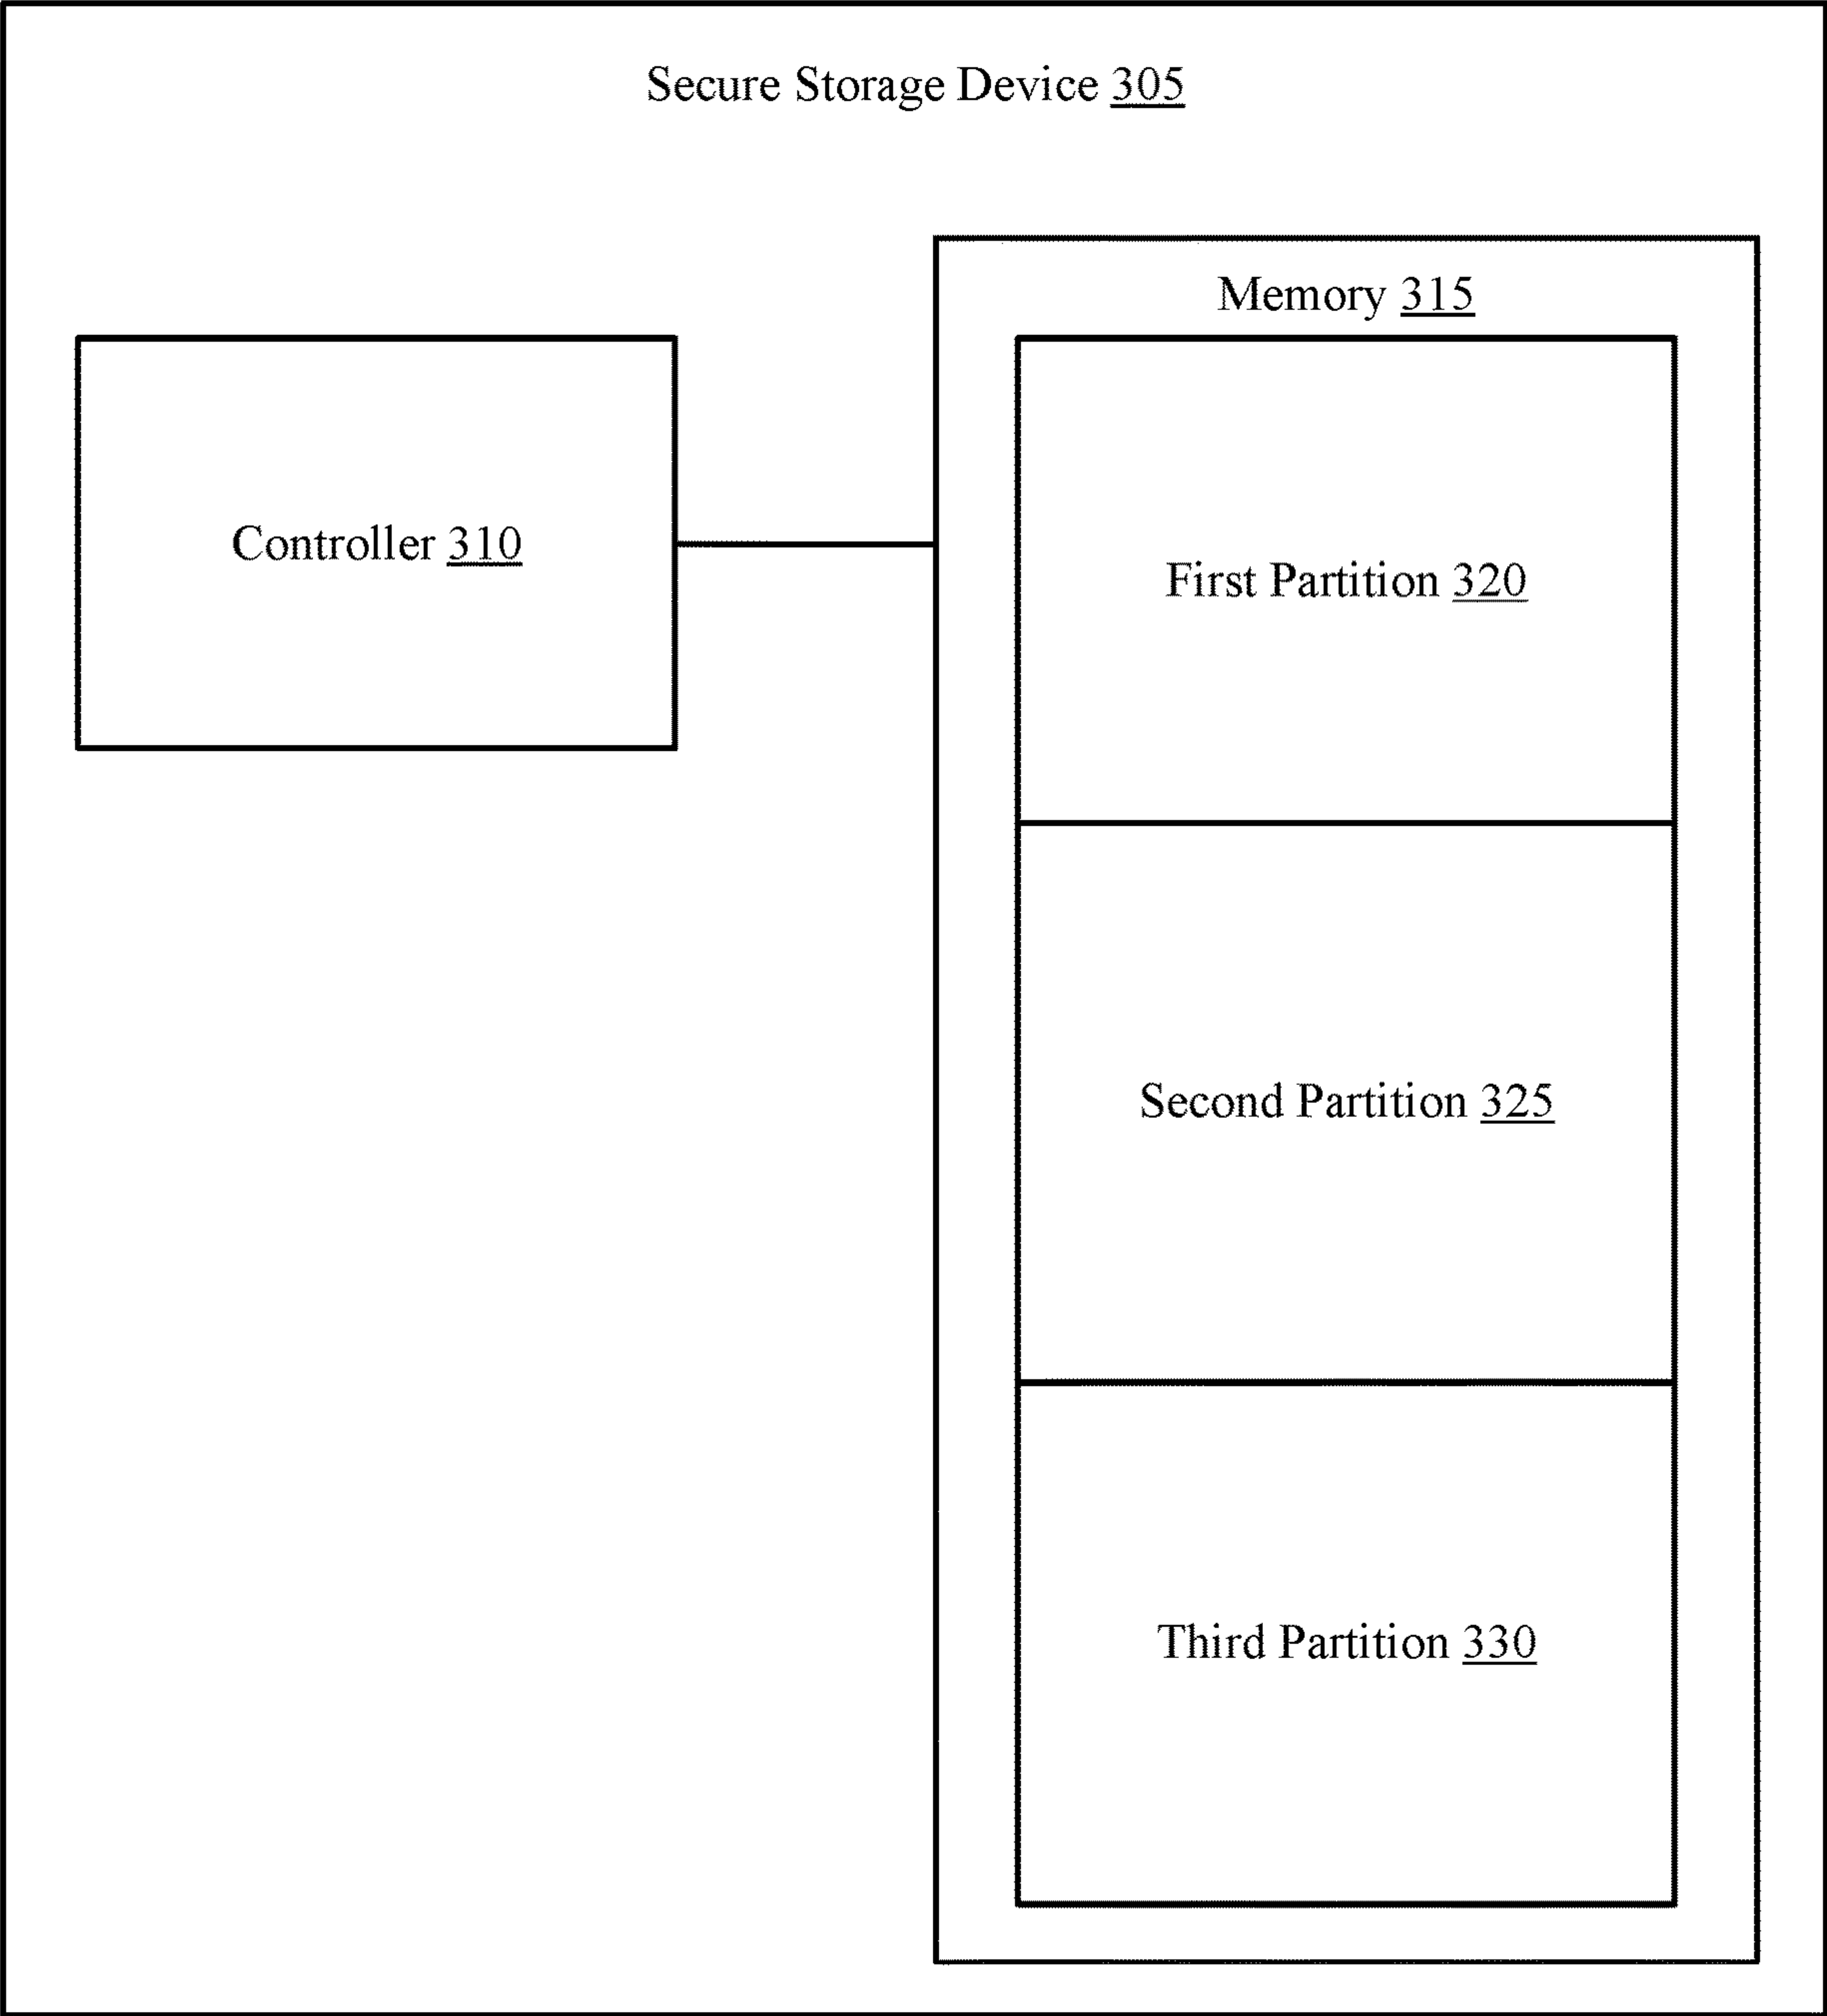 Secure Storage Device 305
Memory 315
Controller 310
First Partition 320
Second Partition 325
Third Partition 330